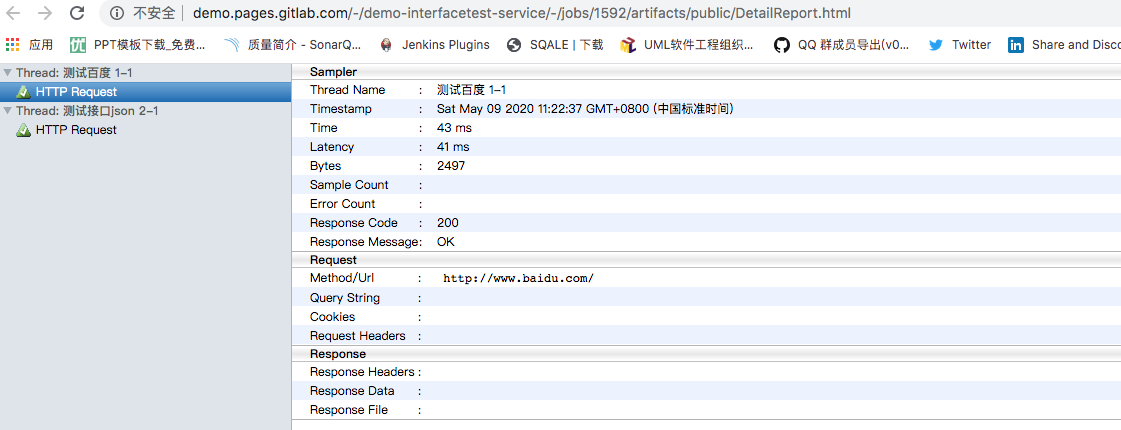 不安全 | demo.pages.gitlab.com/-/demo-interfacetest-service/-/jobs/1592/artifacts/public/DetailReport.html
应用 PPT模板下载_免费... 质量简介 - SonarQ... Jenkins Plugins SQALE | 下载 UML软件工程组织... QQ 群成员导出(v0... Twitter Share and Disco
Thread: 测试百度 1-1
HTTP Request
Thread: 测试接口json 2-1
HTTP Request
Sampler
Thread Name : 测试百度 1-1
Timestamp : Sat May 09 2020 11:22:37 GMT+0800 (中国标准时间)
Time : 43 ms
Latency : 41 ms
Bytes : 2497
Sample Count :
Error Count :
Response Code : 200
Response Message : OK
Request
Method/Url : http://www.baidu.com/
Query String :
Cookies :
Request Headers :
Response
Response Headers :
Response Data :
Response File :